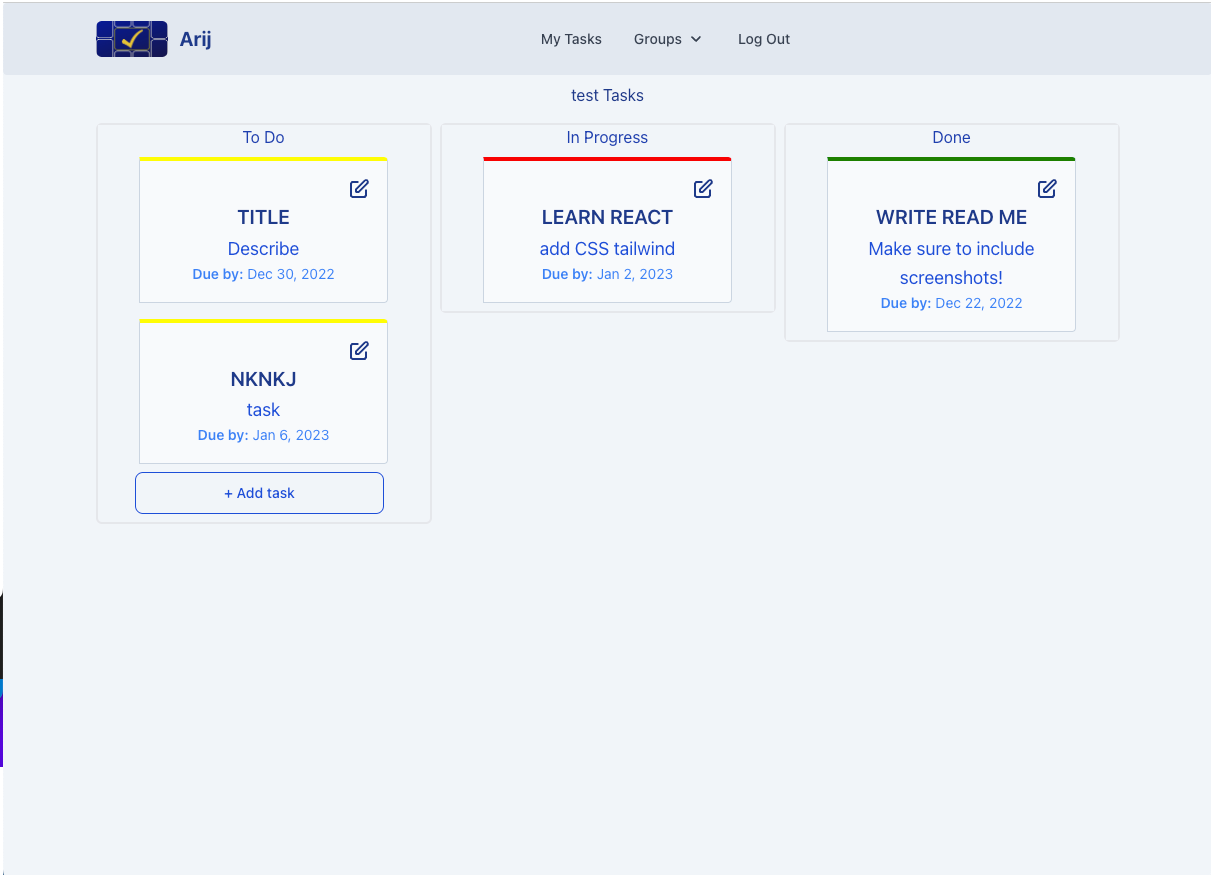 Arij
My Tasks
Groups
Log Out
test Tasks
To Do
TITLE
Describe
Due by: Dec 30, 2022
NKNKJ
task
Due by: Jan 6, 2023
+ Add task
In Progress
LEARN REACT
add CSS tailwind
Due by: Jan 2, 2023
Done
WRITE READ ME
Make sure to include
screenshots!
Due by: Dec 22, 2022